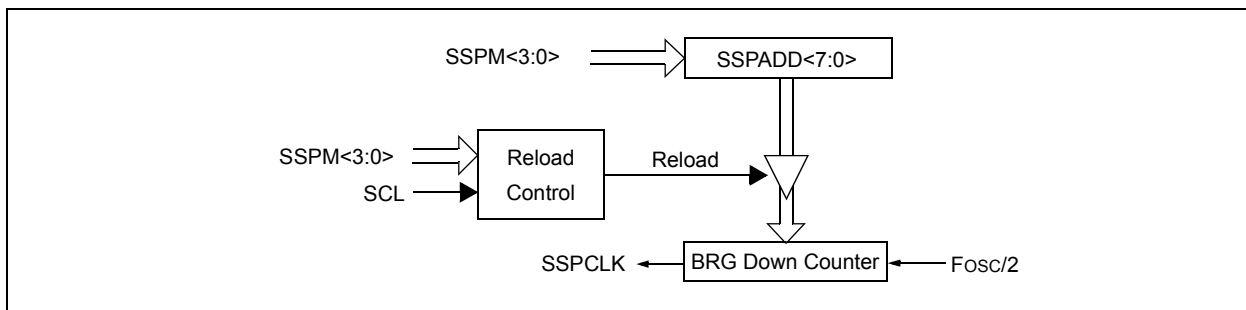 SSPM<3:0>
SSPADD<7:0>
SSPM<3:0>
SCL
Reload
Control
Reload
SSPCLK
BRG Down Counter
FOSC/2